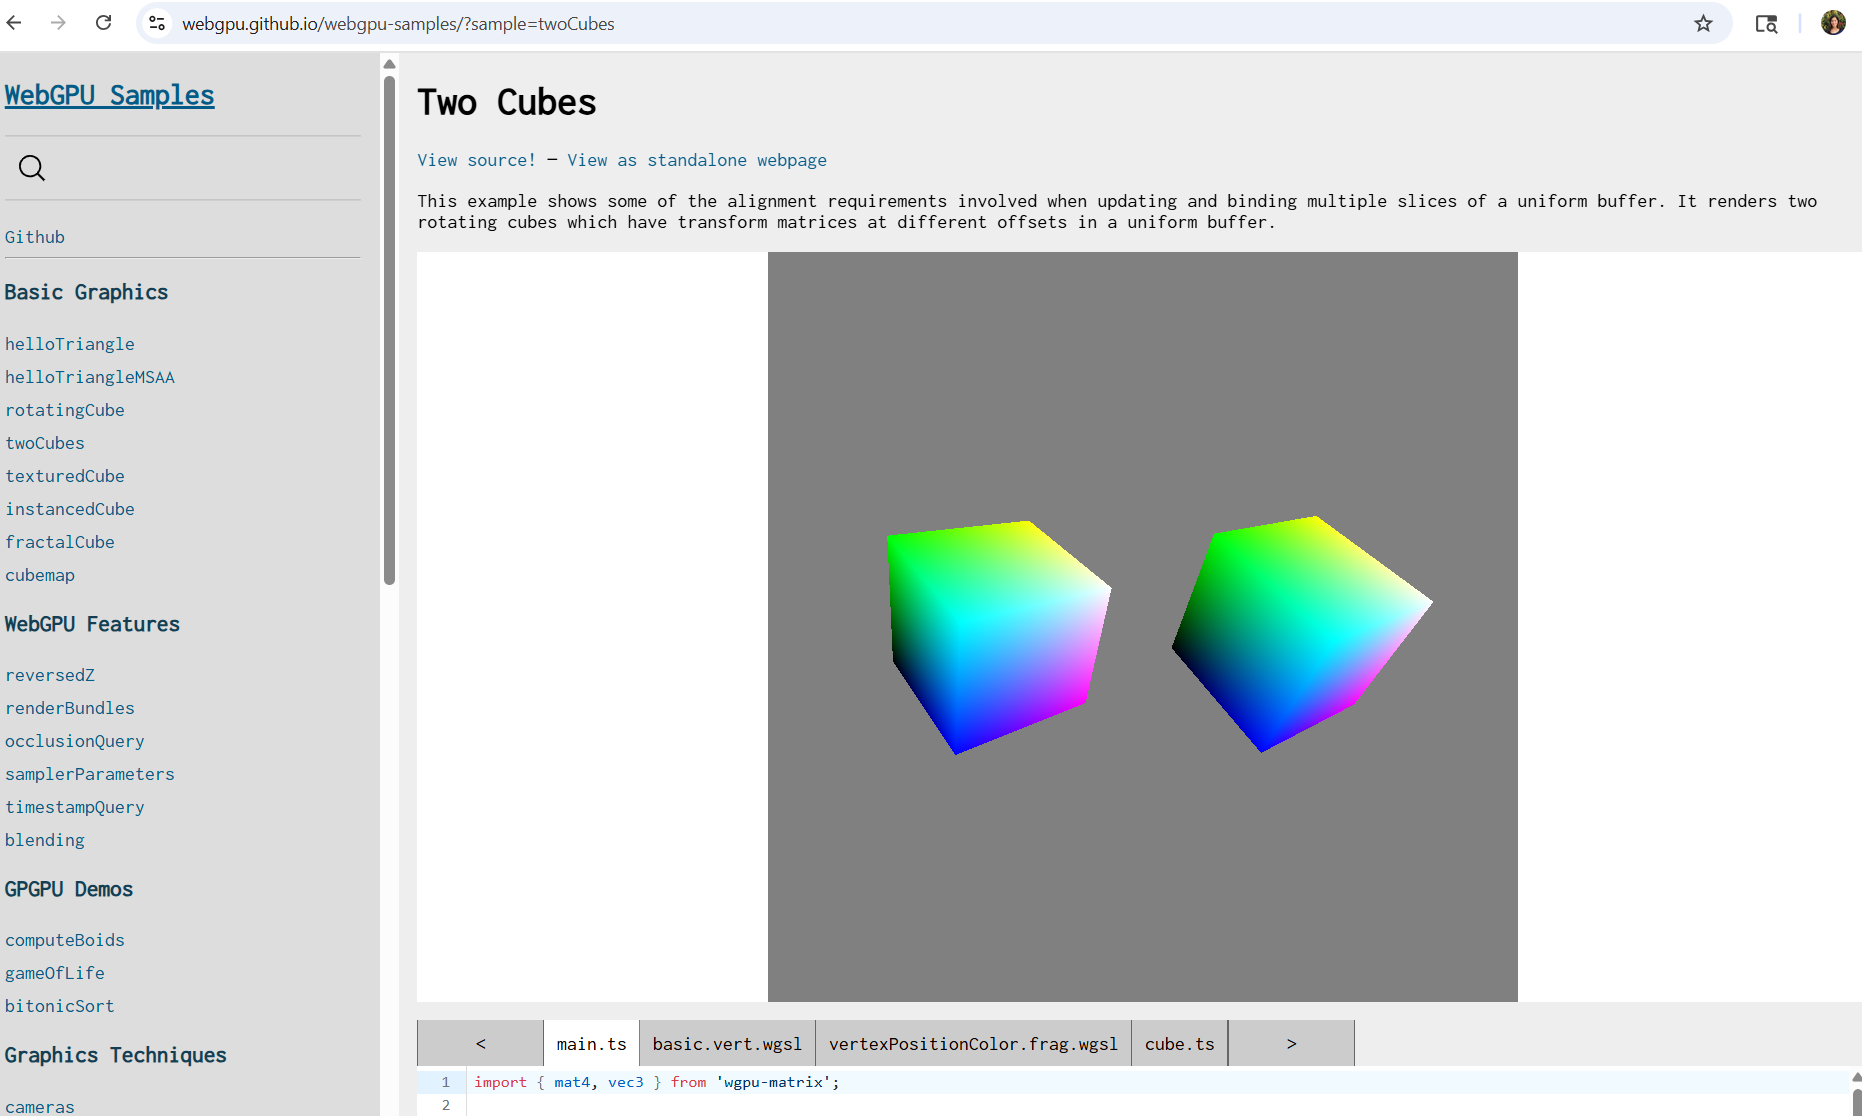 webgpu.github.io/webgpu-samples/?sample=twoCubes
WebGPU Samples
Github
Basic Graphics
helloTriangle
helloTriangleMSAA
rotatingCube
twoCubes
texturedCube
instancedCube
fractalCube
cubemap
WebGPU Features
reversedZ
renderBundles
occlusionQuery
samplerParameters
timestampQuery
blending
GPGPU Demos
computeBoids
gameOfLife
bitonicSort
Graphics Techniques
cameras
Two Cubes
View source! — View as standalone webpage
This example shows some of the alignment requirements involved when updating and binding multiple slices of a uniform buffer. It renders two
rotating cubes which have transform matrices at different offsets in a uniform buffer.
< main.ts basic.vert.wgsl vertexPositionColor.frag.wgsl cube.ts >
1 import { mat4, vec3 } from 'wgpu-matrix';
2